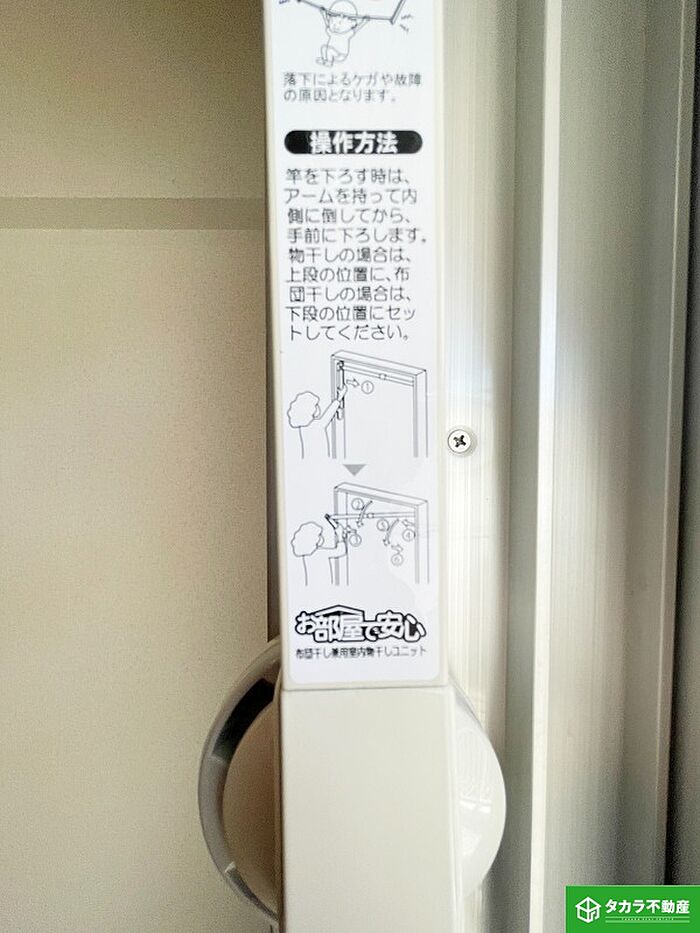 落下によるケガや故障
の原因となります。
操作方法
竿を下ろす時は、
アームを持って内
側に倒してから、
手前に下ろします。
物干しの場合は、
上段の位置に、布
団干しの場合は、
下段の位置にセッ
トしてください。
①
②
③
④
⑤
⑥
お部屋で安心
布団干し兼用室内物干しユニット
タカラ不動産